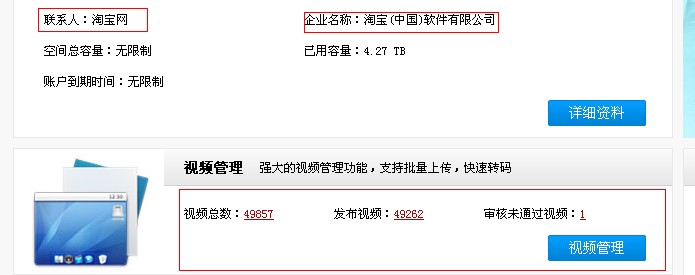 联系人：淘宝网 企业名称：淘宝(中国)软件有限公司
空间总容量：无限制 已用容量：4.27 TB
账户到期时间：无限制
详细资料
视频管理 强大的视频管理功能，支持批量上传，快速转码
视频总数：49857 发布视频：49262 审核未通过视频：1
视频管理